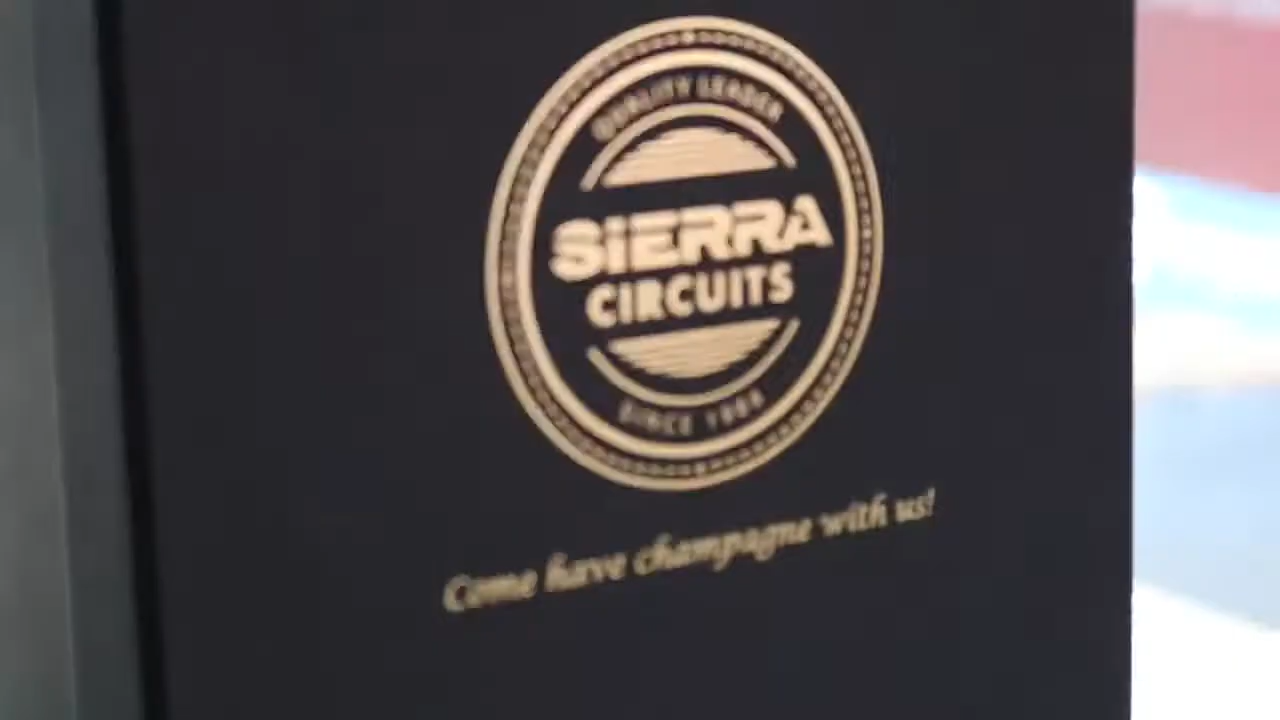 QUALITY LEADER
SIERRA
CIRCUITS
SINCE 1986
Come have champagne with us!